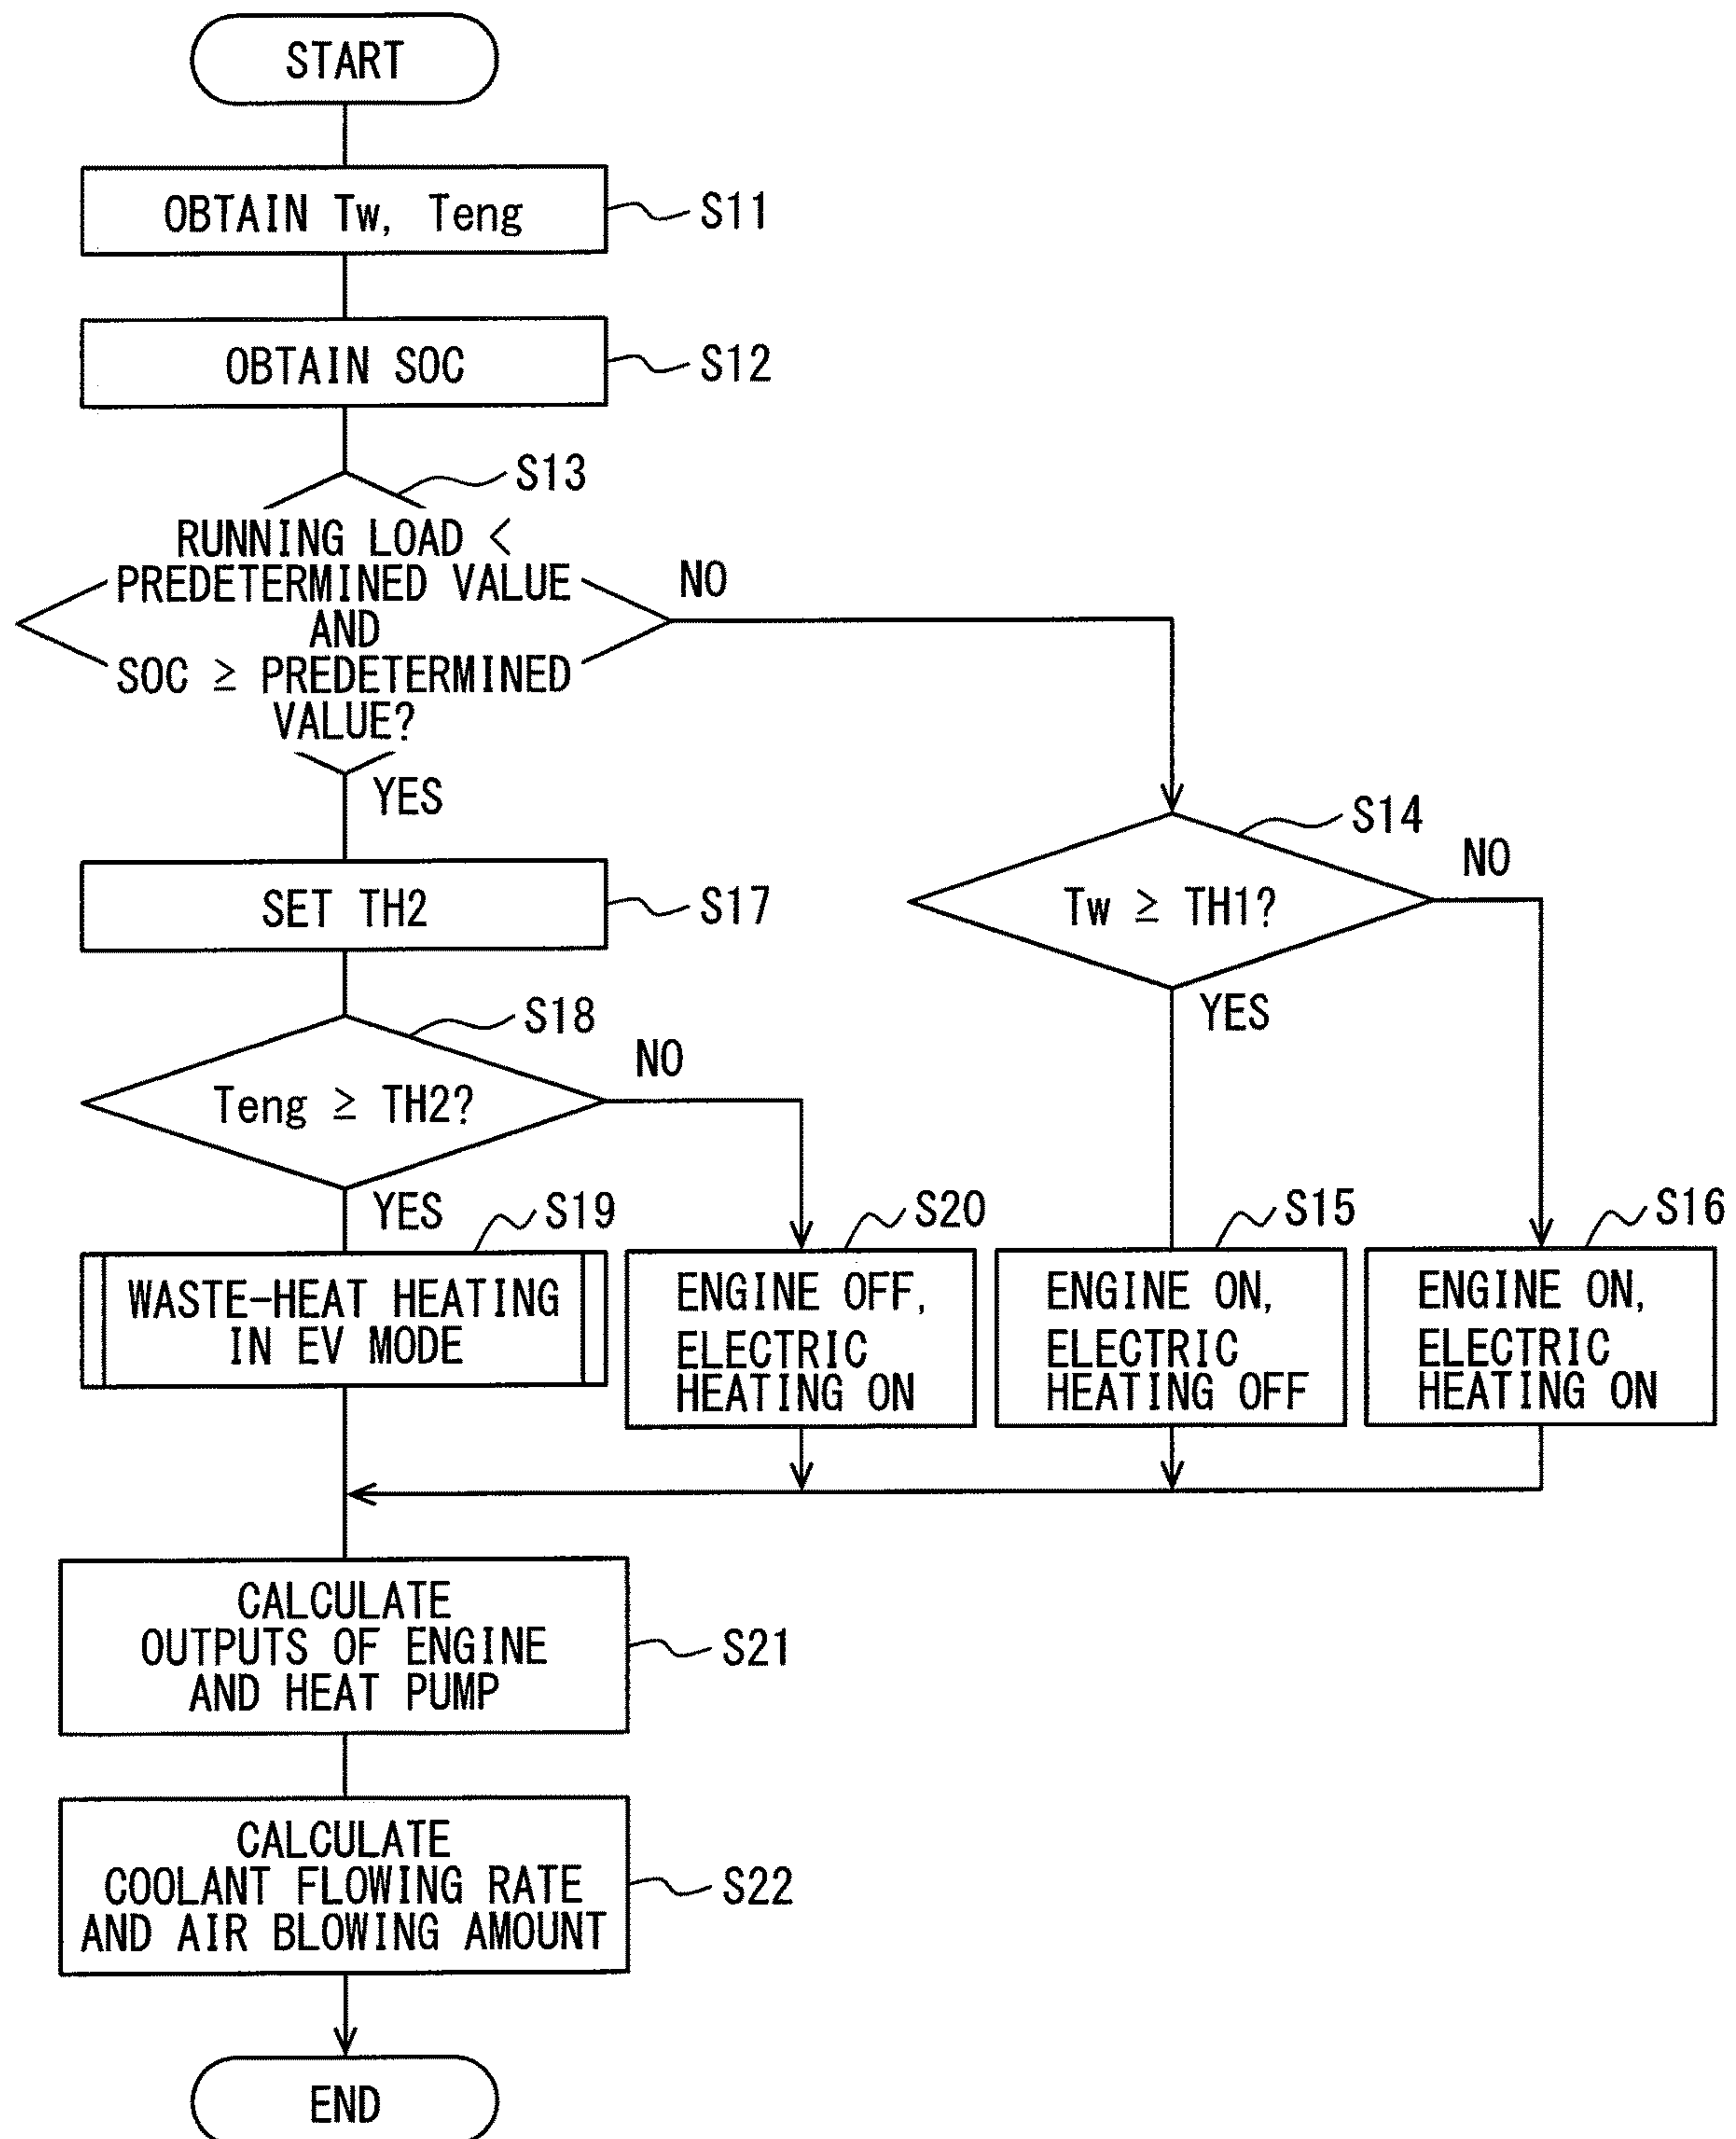 START
OBTAIN Tw, Teng
S11
OBTAIN SOC
S12
S13
RUNNING LOAD <
PREDETERMINED VALUE
AND
SOC ≥ PREDETERMINED
VALUE?
NO
YES
S14
Tw ≥ TH1?
NO
YES
SET TH2
S17
S18
Teng ≥ TH2?
NO
YES
S19
WASTE-HEAT HEATING
IN EV MODE
S20
ENGINE OFF,
ELECTRIC
HEATING ON
S15
ENGINE ON,
ELECTRIC
HEATING OFF
S16
ENGINE ON,
ELECTRIC
HEATING ON
CALCULATE
OUTPUTS OF ENGINE
AND HEAT PUMP
S21
CALCULATE
COOLANT FLOWING RATE
AND AIR BLOWING AMOUNT
S22
END